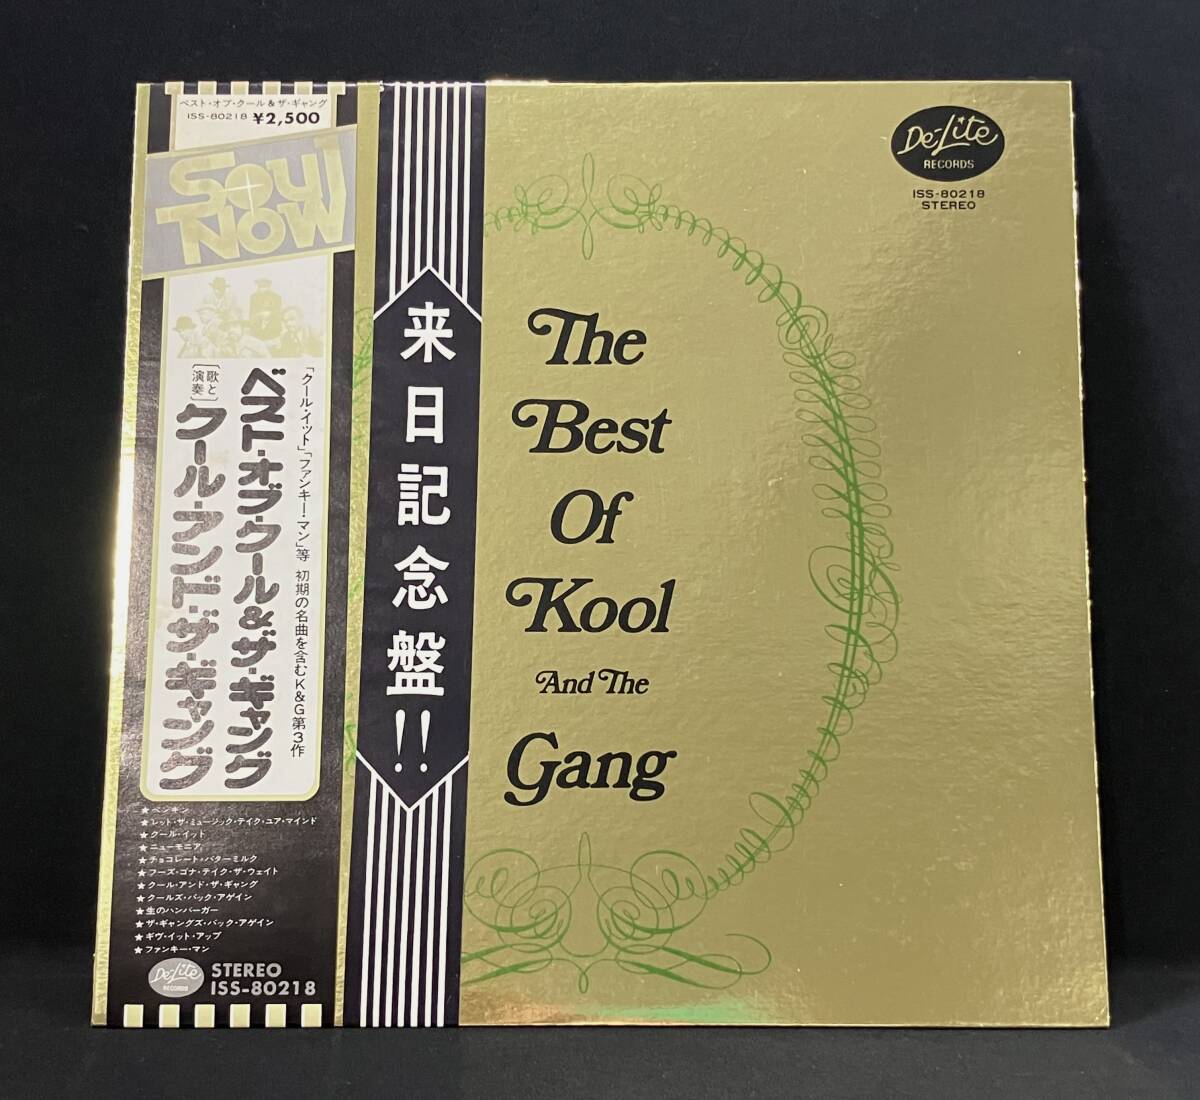 ベスト・オブ・クール&ザ・ギャング
ISS-80218 ¥2,500
Soul
Now
「クール・イット」「ファンキー・マン」等 初期の名曲を含むK&G第3作
ベスト・オブ・クール&ザ・ギャング
〔歌と演奏〕クール・アンド・ザ・ギャング
★ペンギン
★レット・ザ・ミュージック・テイク・ユア・マインド
★クール・イット
★ニューモニア
★チョコレート・バターミルク
★フーズ・ゴナ・テイク・ザ・ウェイト
★クール・アンド・ザ・ギャング
★クールズ・バック・アゲイン
★生のハンバーガー
★ザ・ギャングズ・バック・アゲイン
★ギヴ・イット・アップ
★ファンキー・マン
De-Lite
RECORDS
STEREO
ISS-80218
来日記念盤!!
The
Best
Of
Kool
And The
Gang
De-Lite
RECORDS
ISS-80218
STEREO